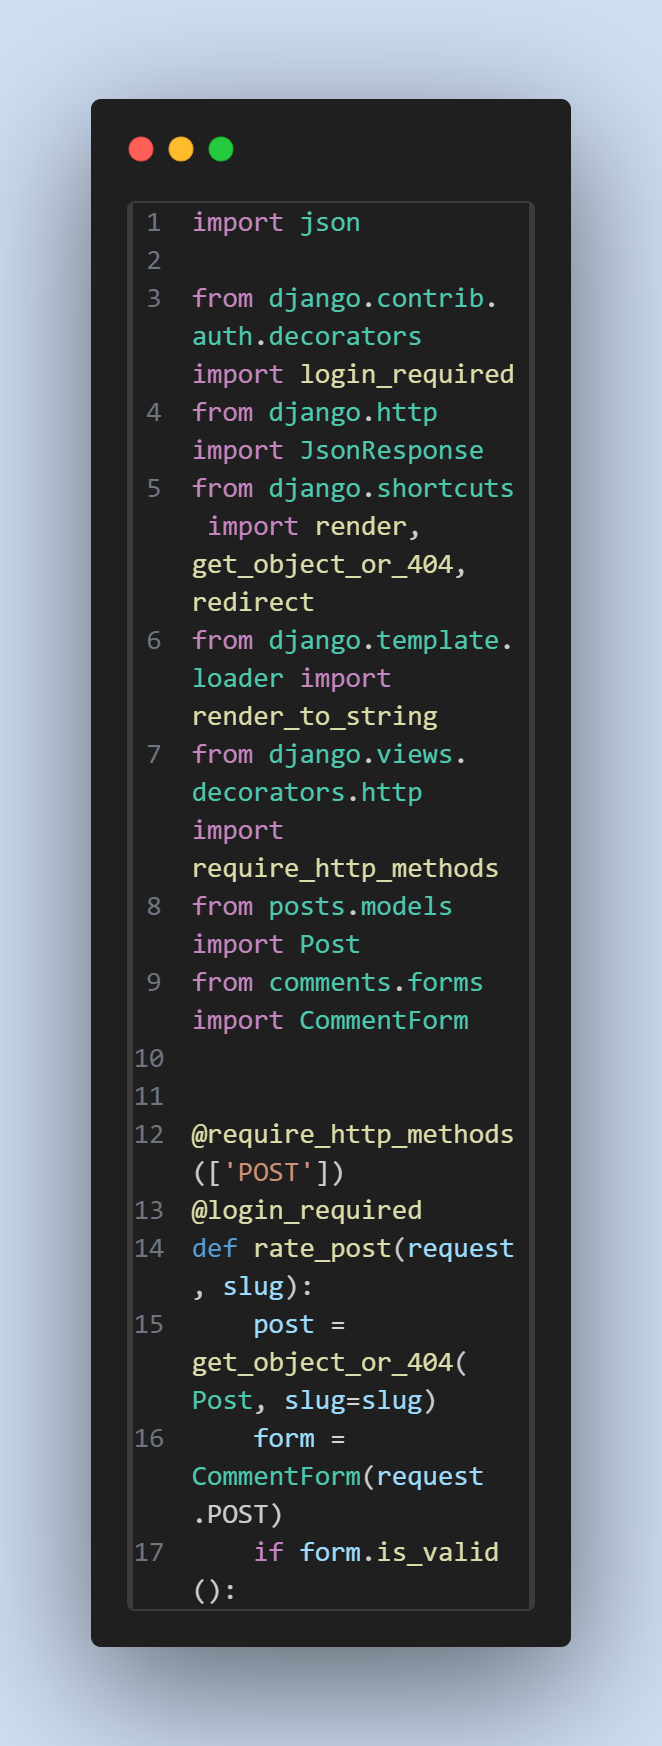 1 import json
2
3 from django.contrib.
auth.decorators
import login_required
4 from django.http
import JsonResponse
5 from django.shortcuts
import render,
get_object_or_404,
redirect
6 from django.template.
loader import
render_to_string
7 from django.views.
decorators.http
import
require_http_methods
8 from posts.models
import Post
9 from comments.forms
import CommentForm
10
11
12 @require_http_methods
(['POST'])
13 @login_required
14 def rate_post(request
, slug):
15     post =
get_object_or_404(
Post, slug=slug)
16     form =
CommentForm(request
.POST)
17     if form.is_valid
():